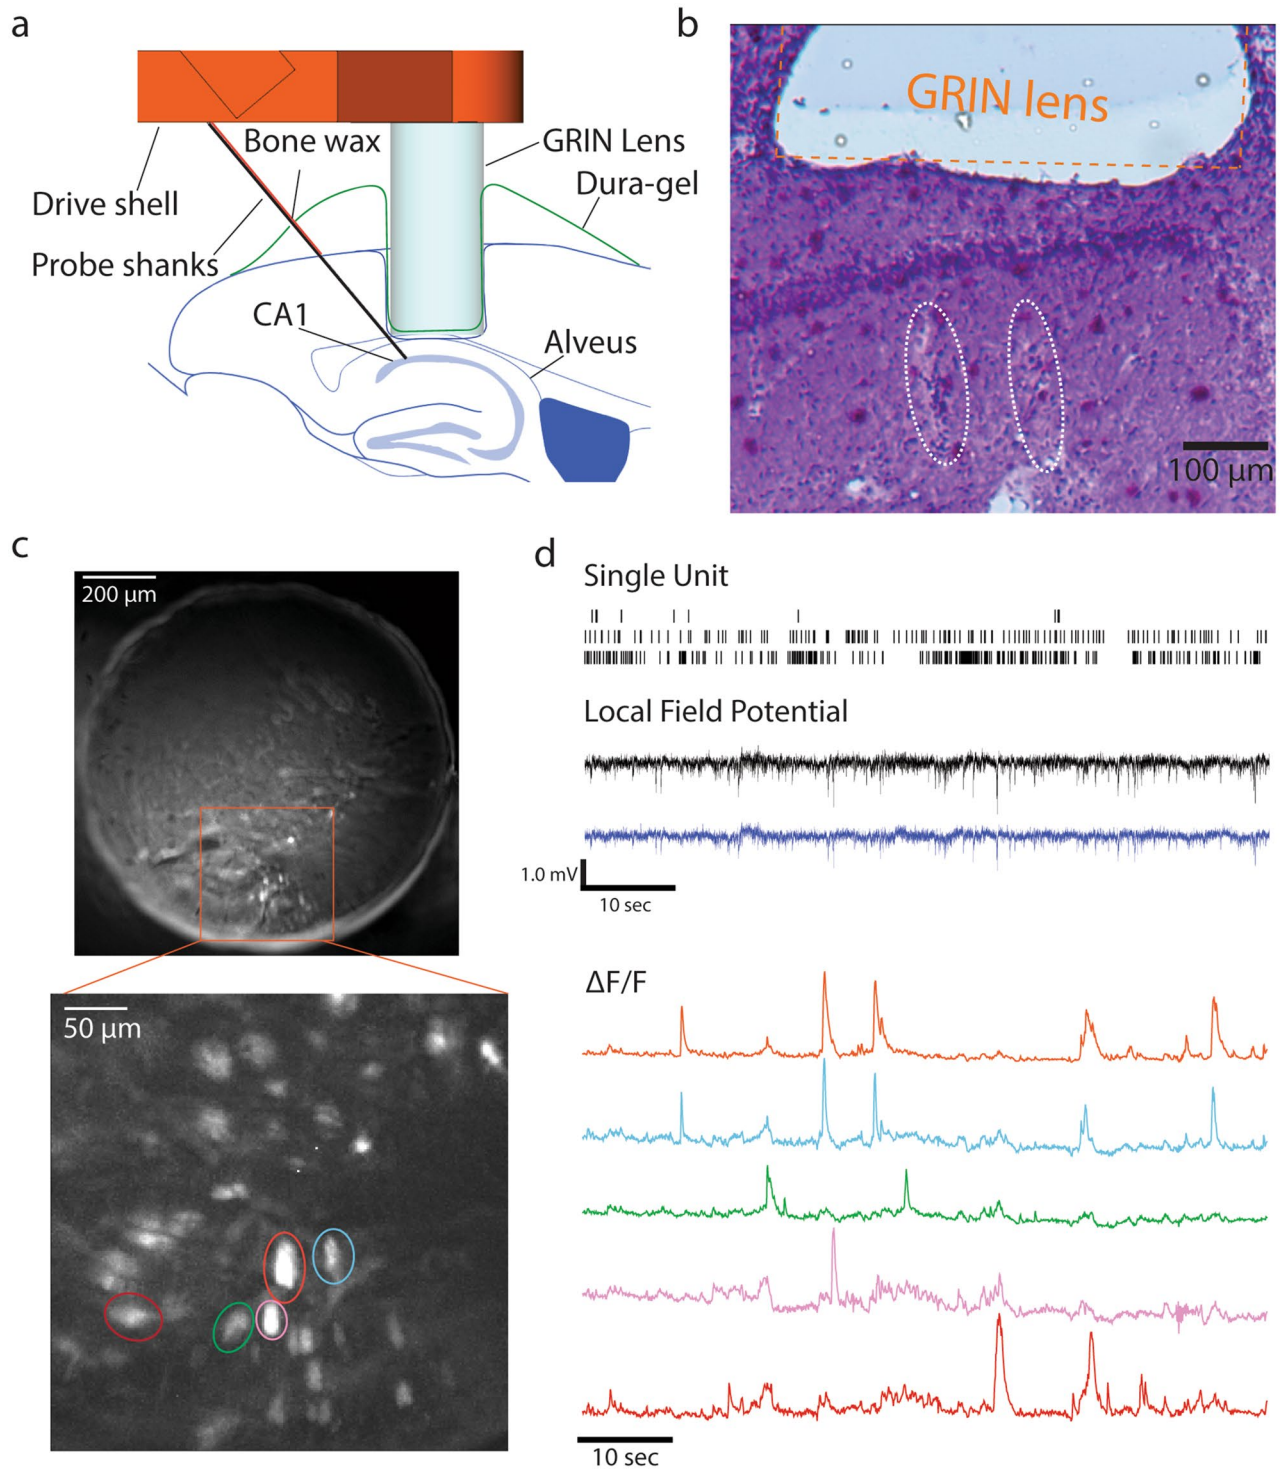 a
Bone wax
GRIN Lens
Dura-gel
Drive shell
Probe shanks
CA1
Alveus
b
GRIN lens
100 µm
c
200 µm
50 µm
d
Single Unit
Local Field Potential
1.0 mV
10 sec
ΔF/F
10 sec